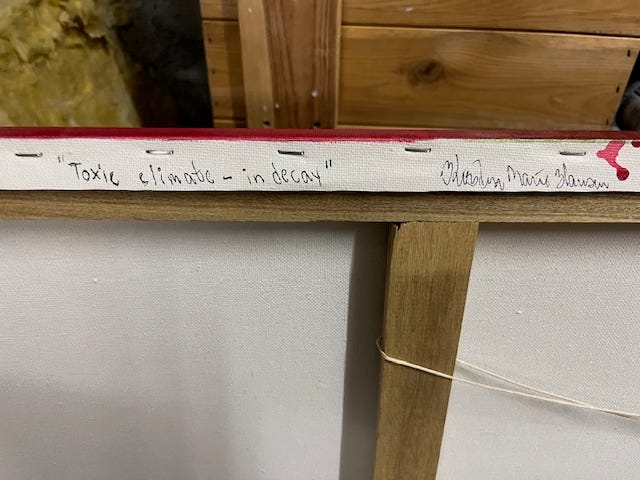 "Toxic climate - in decay" Marie Hansen